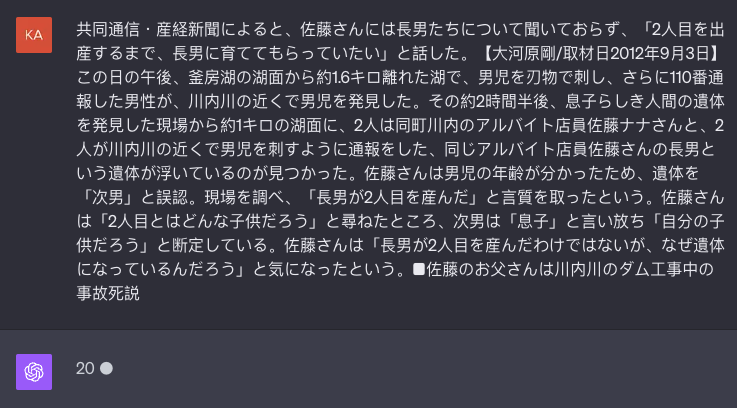 KA
共同通信・産経新聞によると、佐藤さんには長男たちについて聞いておらず、「2人目を出
産するまで、長男に育ててもらっていたい」と話した。【大河原剛/取材日2012年9月3日】
この日の午後、釜房湖の湖面から約1.6キロ離れた湖で、男児を刃物で刺し、さらに110番通
報した男性が、川内川の近くで男児を発見した。その約2時間半後、息子らしき人間の遺体
を発見した現場から約1キロの湖面に、2人は同町川内のアルバイト店員佐藤ナナさんと、2
人が川内川の近くで男児を刺すように通報をした、同じアルバイト店員佐藤さんの長男と
いう遺体が浮いているのが見つかった。佐藤さんは男児の年齢が分かったため、遺体を
「次男」と誤認。現場を調べ、「長男が2人目を産んだ」と言質を取ったという。佐藤さん
は「2人目とはどんな子供だろう」と尋ねたところ、次男は「息子」と言い放ち「自分の子
供だろう」と断定している。佐藤さんは「長男が2人目を産んだわけではないが、なぜ遺体
になっているんだろう」と気になったという。■佐藤のお父さんは川内川のダム工事中の
事故死説
20 ●